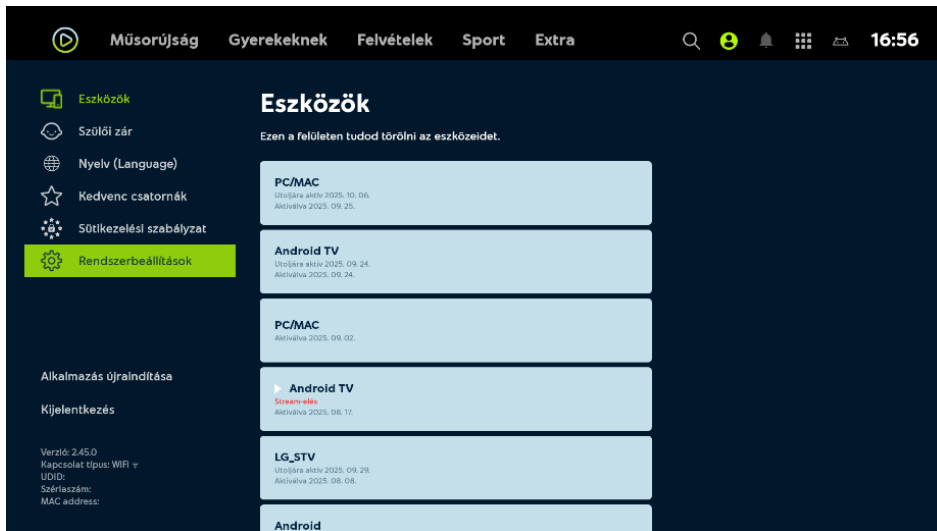 Műsorújság Gyerekeknek Felvételek Sport Extra 16:56
Eszközök
Szülői zár
Nyelv (Language)
Kedvenc csatornák
Sütikezelési szabályzat
Rendszerbeállítások
Alkalmazás újraindítása
Kijelentkezés
Verzió: 2.45.0
Kapcsolat típus: WIFI
UDID:
Szériaszám:
MAC address:
Eszközök
Ezen a felületen tudod törölni az eszközeidet.
PC/MAC
Utoljára aktív 2025. 10. 06.
Aktiválva 2025. 09. 25.
Android TV
Utoljára aktív 2025. 09. 24.
Aktiválva 2025. 09. 24.
PC/MAC
Aktiválva 2025. 09. 02.
Android TV
Stream-elés
Aktiválva 2025. 08. 17.
LG_STV
Utoljára aktív 2025. 09. 29.
Aktiválva 2025. 08. 08.
Android